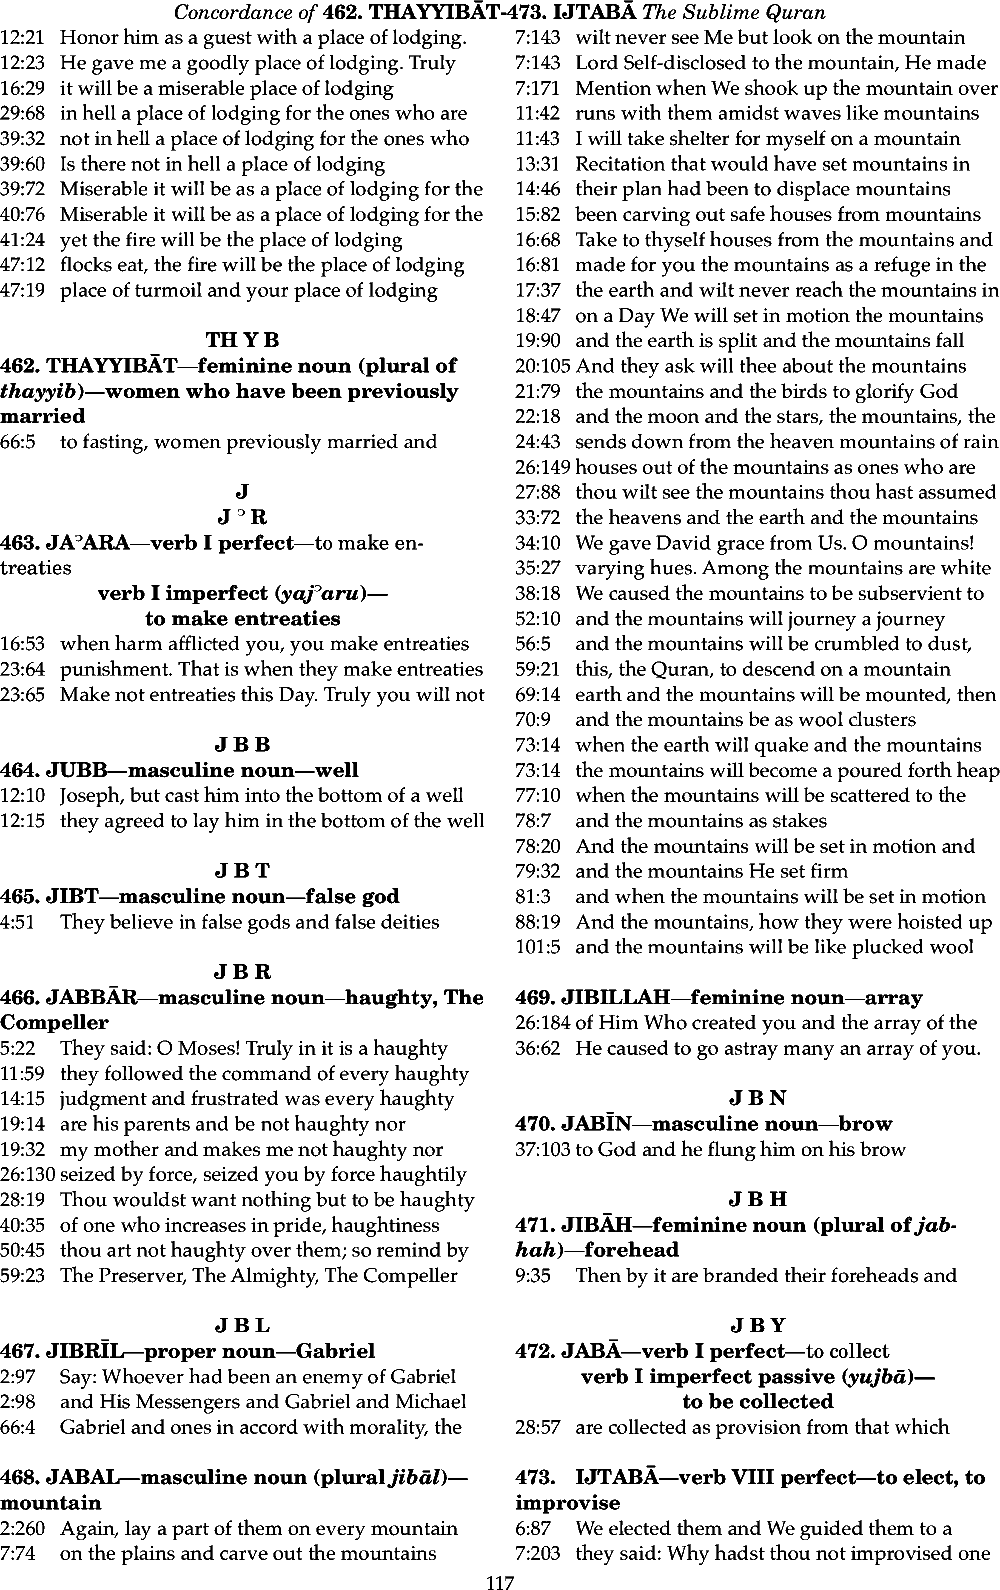 Concordance of 462. THAYYIBĀT-473. IJTABĀ The Sublime Quran
12:21 Honor him as a guest with a place of lodging.
12:23 He gave me a goodly place of lodging. Truly
16:29 it will be a miserable place of lodging
29:68 in hell a place of lodging for the ones who are
39:32 not in hell a place of lodging for the ones who
39:60 Is there not in hell a place of lodging
39:72 Miserable it will be as a place of lodging for the
40:76 Miserable it will be as a place of lodging for the
41:24 yet the fire will be the place of lodging
47:12 flocks eat, the fire will be the place of lodging
47:19 place of turmoil and your place of lodging
TH Y B
462. THAYYIBĀT—feminine noun (plural of
thayyib)—women who have been previously
married
66:5 to fasting, women previously married and
J
J ʾ R
463. JAʾARA—verb I perfect—to make en-
treaties
verb I imperfect (yajʾaru)—
to make entreaties
16:53 when harm afflicted you, you make entreaties
23:64 punishment. That is when they make entreaties
23:65 Make not entreaties this Day. Truly you will not
J B B
464. JUBB—masculine noun—well
12:10 Joseph, but cast him into the bottom of a well
12:15 they agreed to lay him in the bottom of the well
J B T
465. JIBT—masculine noun—false god
4:51 They believe in false gods and false deities
J B R
466. JABBĀR—masculine noun—haughty, The
Compeller
5:22 They said: O Moses! Truly in it is a haughty
11:59 they followed the command of every haughty
14:15 judgment and frustrated was every haughty
19:14 are his parents and be not haughty nor
19:32 my mother and makes me not haughty nor
26:130 seized by force, seized you by force haughtily
28:19 Thou wouldst want nothing but to be haughty
40:35 of one who increases in pride, haughtiness
50:45 thou art not haughty over them; so remind by
59:23 The Preserver, The Almighty, The Compeller
J B L
467. JIBRĪL—proper noun—Gabriel
2:97 Say: Whoever had been an enemy of Gabriel
2:98 and His Messengers and Gabriel and Michael
66:4 Gabriel and ones in accord with morality, the
468. JABAL—masculine noun (plural jibāl)—
mountain
2:260 Again, lay a part of them on every mountain
7:74 on the plains and carve out the mountains
7:143 wilt never see Me but look on the mountain
7:143 Lord Self-disclosed to the mountain, He made
7:171 Mention when We shook up the mountain over
11:42 runs with them amidst waves like mountains
11:43 I will take shelter for myself on a mountain
13:31 Recitation that would have set mountains in
14:46 their plan had been to displace mountains
15:82 been carving out safe houses from mountains
16:68 Take to thyself houses from the mountains and
16:81 made for you the mountains as a refuge in the
17:37 the earth and wilt never reach the mountains in
18:47 on a Day We will set in motion the mountains
19:90 and the earth is split and the mountains fall
20:105 And they ask will thee about the mountains
21:79 the mountains and the birds to glorify God
22:18 and the moon and the stars, the mountains, the
24:43 sends down from the heaven mountains of rain
26:149 houses out of the mountains as ones who are
27:88 thou wilt see the mountains thou hast assumed
33:72 the heavens and the earth and the mountains
34:10 We gave David grace from Us. O mountains!
35:27 varying hues. Among the mountains are white
38:18 We caused the mountains to be subservient to
52:10 and the mountains will journey a journey
56:5 and the mountains will be crumbled to dust,
59:21 this, the Quran, to descend on a mountain
69:14 earth and the mountains will be mounted, then
70:9 and the mountains be as wool clusters
73:14 when the earth will quake and the mountains
73:14 the mountains will become a poured forth heap
77:10 when the mountains will be scattered to the
78:7 and the mountains as stakes
78:20 And the mountains will be set in motion and
79:32 and the mountains He set firm
81:3 and when the mountains will be set in motion
88:19 And the mountains, how they were hoisted up
101:5 and the mountains will be like plucked wool
469. JIBILLAH—feminine noun—array
26:184 of Him Who created you and the array of the
36:62 He caused to go astray many an array of you.
J B N
470. JABĪN—masculine noun—brow
37:103 to God and he flung him on his brow
J B H
471. JIBĀH—feminine noun (plural of jab-
hah)—forehead
9:35 Then by it are branded their foreheads and
J B Y
472. JABĀ—verb I perfect—to collect
verb I imperfect passive (yujbā)—
to be collected
28:57 are collected as provision from that which
473. IJTABĀ—verb VIII perfect—to elect, to
improvise
6:87 We elected them and We guided them to a
7:203 they said: Why hadst thou not improvised one
117